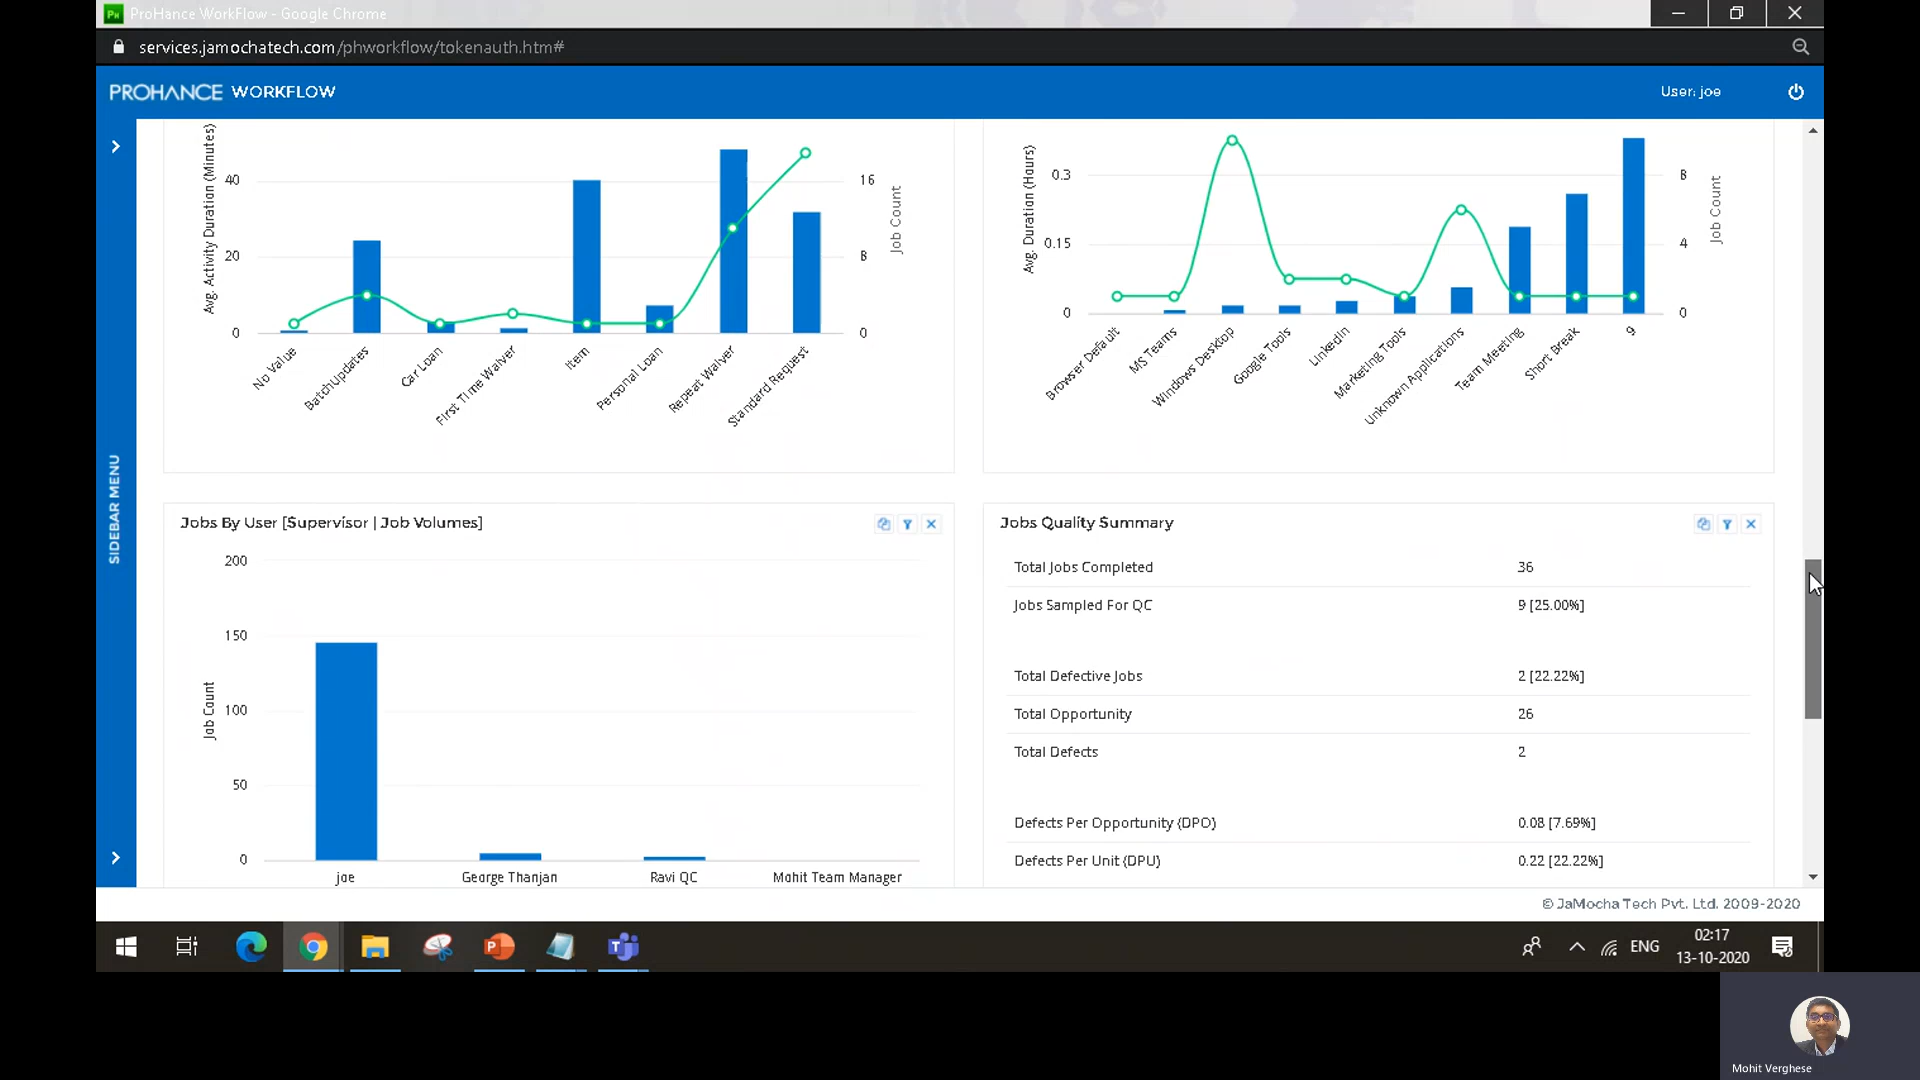 ProHance WorkFlow - Google Chrome
services.jamochatech.com/phworkflow/tokenauth.htm#
PROHANCE WORKFLOW
User: joe
SIDEBAR MENU
Avg. Activity Duration (Minutes)
40
20
0
16
8
0
Job Count
No Value
BatchUpdates
Car Loan
First Time Waiver
Item
Personal Loan
Repeat Waiver
Standard Request
Avg. Duration (Hours)
0.3
0.15
0
8
4
0
Job Count
Browser Default
MS Teams
Windows Desktop
Google Tools
LinkedIn
Marketing Tools
Unknown Applications
Team Meeting
Short Break
9
Jobs By User [Supervisor | Job Volumes]
200
150
100
50
0
Job Count
joe
George Thanjan
Ravi QC
Mohit Team Manager
Jobs Quality Summary
Total Jobs Completed 36
Jobs Sampled For QC 9 [25.00%]
Total Defective Jobs 2 [22.22%]
Total Opportunity 26
Total Defects 2
Defects Per Opportunity (DPO) 0.08 [7.69%]
Defects Per Unit (DPU) 0.22 [22.22%]
© JaMocha Tech Pvt. Ltd. 2009-2020
ENG
02:17
13-10-2020
Mohit Verghese